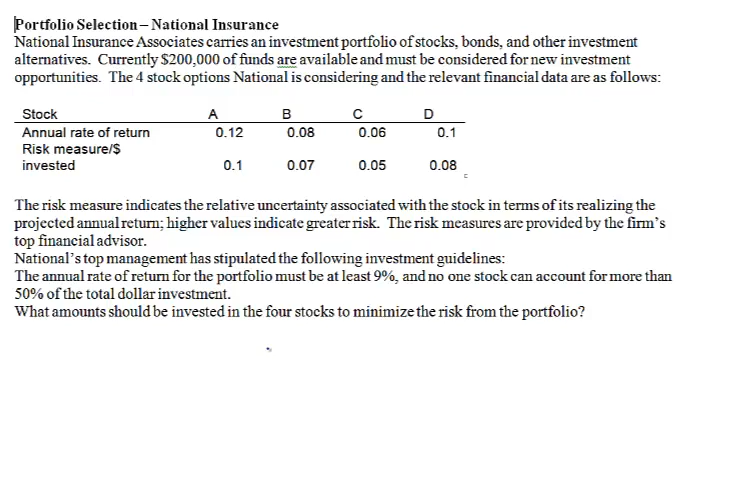 Portfolio Selection – National Insurance
National Insurance Associates carries an investment portfolio of stocks, bonds, and other investment
alternatives. Currently $200,000 of funds are available and must be considered for new investment
opportunities. The 4 stock options National is considering and the relevant financial data are as follows:
Stock A B C D
Annual rate of return 0.12 0.08 0.06 0.1
Risk measure/$
invested 0.1 0.07 0.05 0.08
The risk measure indicates the relative uncertainty associated with the stock in terms of its realizing the
projected annual return; higher values indicate greater risk. The risk measures are provided by the firm's
top financial advisor.
National's top management has stipulated the following investment guidelines:
The annual rate of return for the portfolio must be at least 9%, and no one stock can account for more than
50% of the total dollar investment.
What amounts should be invested in the four stocks to minimize the risk from the portfolio?